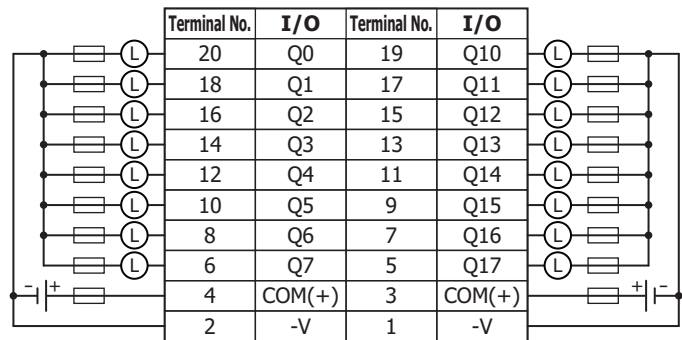 Terminal No. I/O Terminal No. I/O
L 20 Q0 19 Q10 L
L 18 Q1 17 Q11 L
L 16 Q2 15 Q12 L
L 14 Q3 13 Q13 L
L 12 Q4 11 Q14 L
L 10 Q5 9 Q15 L
L 8 Q6 7 Q16 L
L 6 Q7 5 Q17 L
- + 4 COM(+) 3 COM(+) + -
2 -V 1 -V